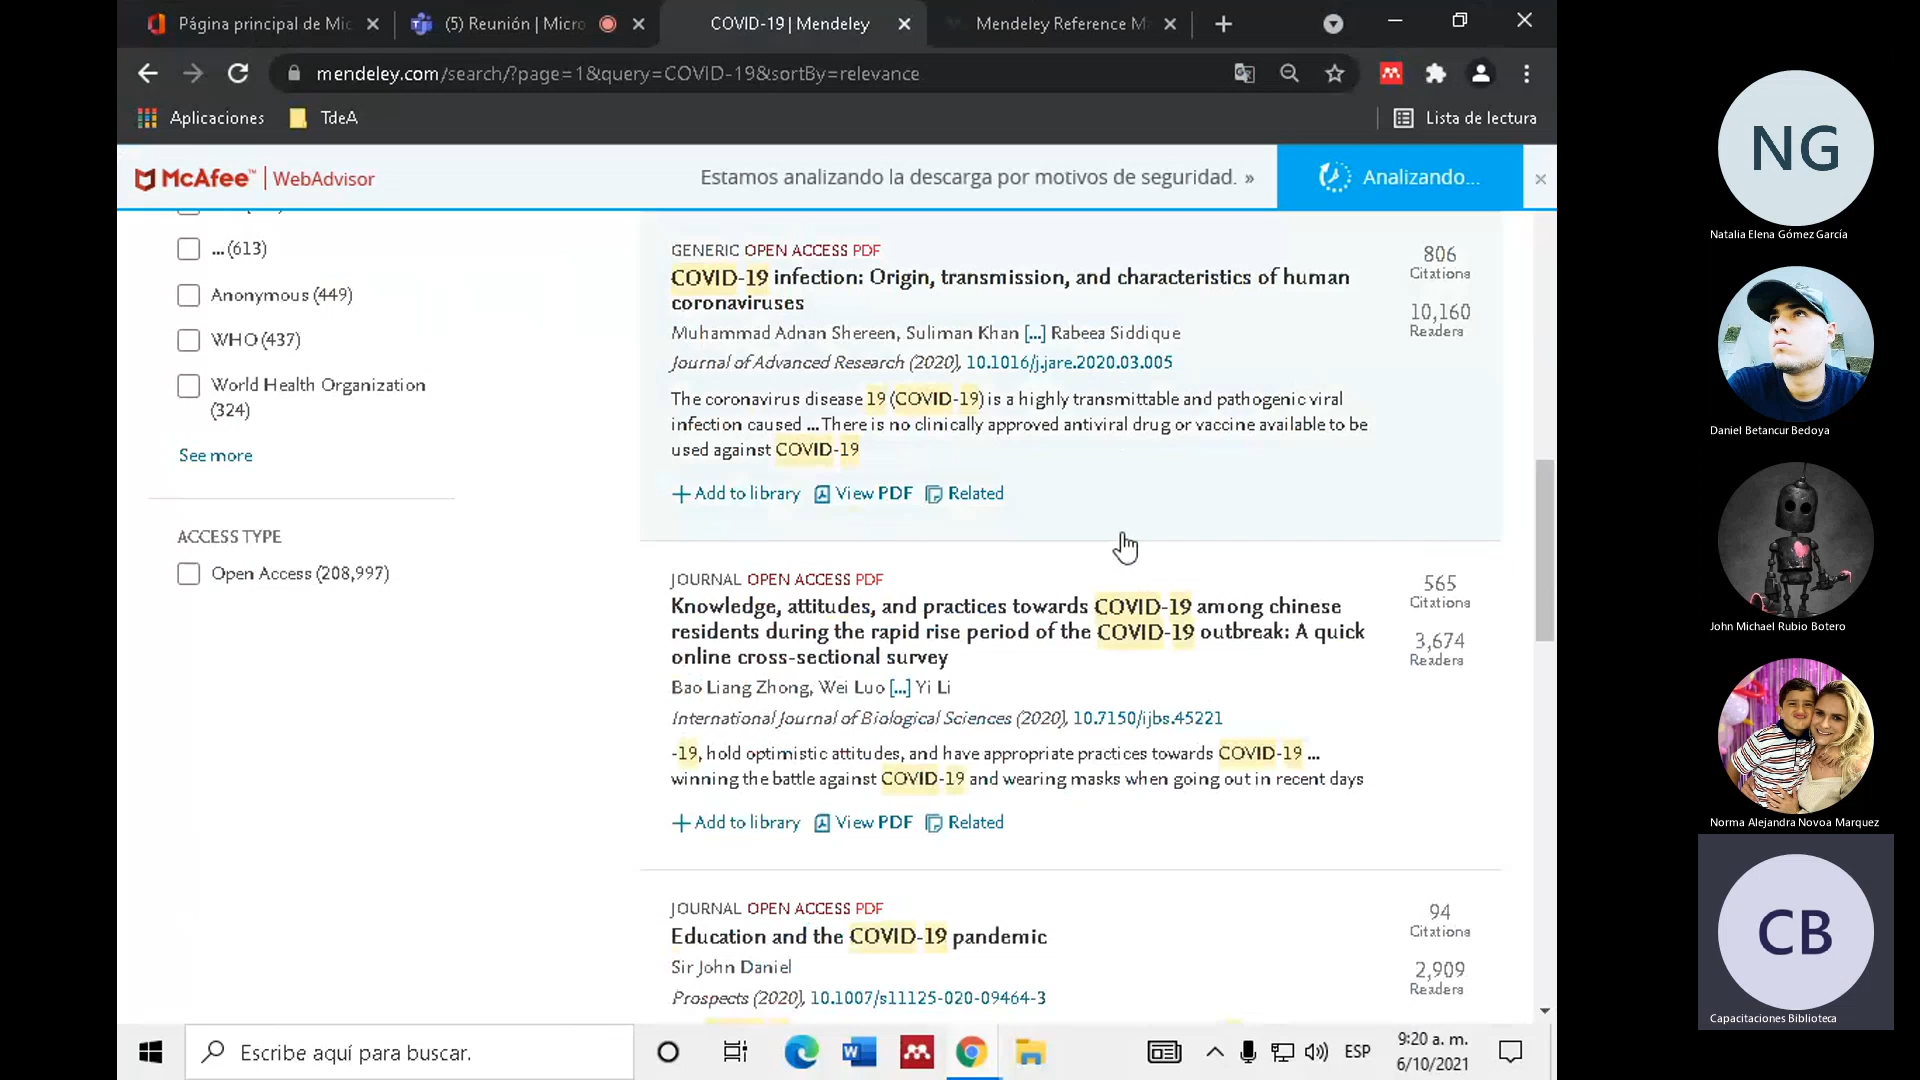 Página principal de Mic
(5) Reunión | Micro
COVID-19 | Mendeley
Mendeley Reference M
mendeley.com/search/?page=1&query=COVID-19&sortBy=relevance
Aplicaciones
TdeA
Lista de lectura
McAfee™ | WebAdvisor
Estamos analizando la descarga por motivos de seguridad. »
Analizando...
... (613)
Anonymous (449)
WHO (437)
World Health Organization
(324)
See more
ACCESS TYPE
Open Access (208,997)
GENERIC OPEN ACCESS PDF
COVID-19 infection: Origin, transmission, and characteristics of human
coronaviruses
Muhammad Adnan Shereen, Suliman Khan [...] Rabeea Siddique
Journal of Advanced Research (2020), 10.1016/j.jare.2020.03.005
The coronavirus disease 19 (COVID-19) is a highly transmittable and pathogenic viral
infection caused ... There is no clinically approved antiviral drug or vaccine available to be
used against COVID-19
Add to library View PDF Related
806
Citations
10,160
Readers
JOURNAL OPEN ACCESS PDF
Knowledge, attitudes, and practices towards COVID-19 among chinese
residents during the rapid rise period of the COVID-19 outbreak: A quick
online cross-sectional survey
Bao Liang Zhong, Wei Luo [...] Yi Li
International Journal of Biological Sciences (2020), 10.7150/ijbs.45221
-19, hold optimistic attitudes, and have appropriate practices towards COVID-19 ...
winning the battle against COVID-19 and wearing masks when going out in recent days
Add to library View PDF Related
565
Citations
3,674
Readers
JOURNAL OPEN ACCESS PDF
Education and the COVID-19 pandemic
Sir John Daniel
Prospects (2020), 10.1007/s11125-020-09464-3
94
Citations
2,909
Readers
Escribe aquí para buscar.
ESP
9:20 a. m.
6/10/2021
NG
Natalia Elena Gómez García
Daniel Betancur Bedoya
John Michael Rubio Botero
Norma Alejandra Novoa Marquez
CB
Capacitaciones Biblioteca